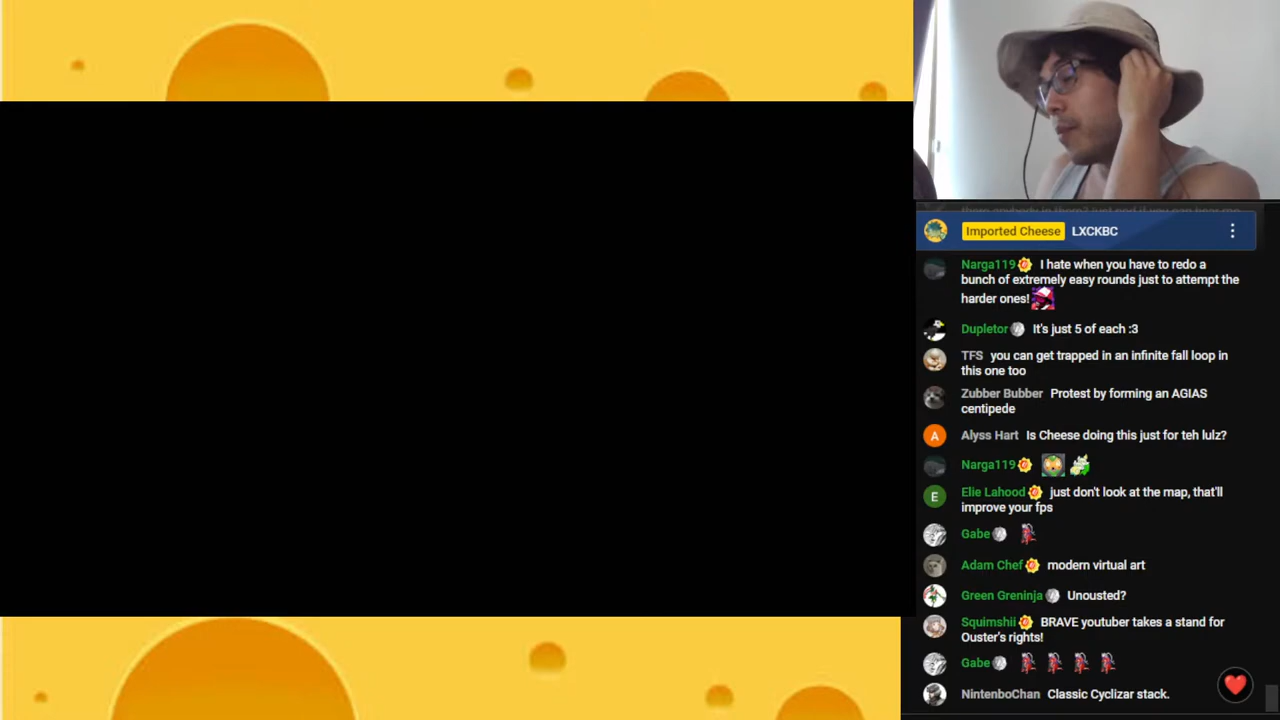 Imported Cheese LXCKBC
Narga119 I hate when you have to redo a
bunch of extremely easy rounds just to attempt the
harder ones!
Dupletor It's just 5 of each :3
TFS you can get trapped in an infinite fall loop in
this one too
Zubber Bubber Protest by forming an AGIAS
centipede
A Alyss Hart Is Cheese doing this just for teh lulz?
Narga119
E Elie Lahood just don't look at the map, that'll
improve your fps
Gabe
Adam Chef modern virtual art
Green Greninja Unousted?
Squimshii BRAVE youtuber takes a stand for
Ouster's rights!
Gabe
NintenboChan Classic Cyclizar stack.